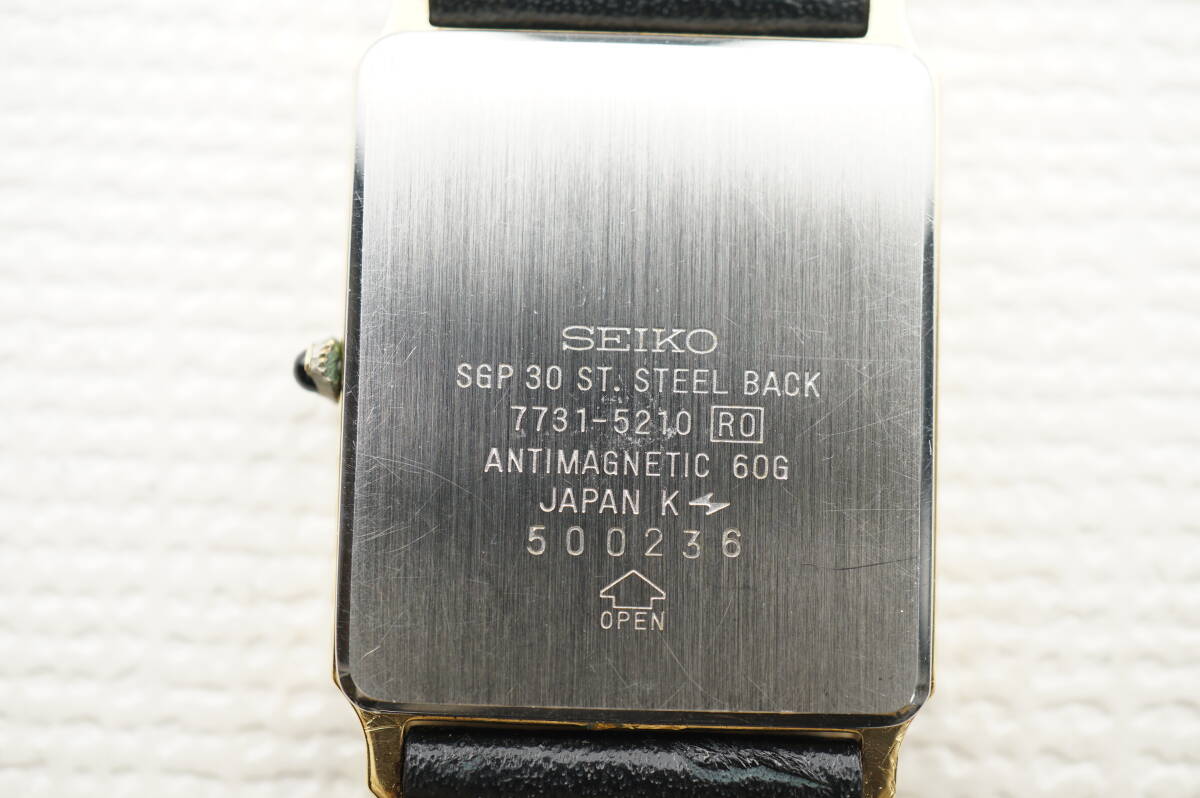 SEIKO
SGP 30 ST. STEEL BACK
7731-5210 RO
ANTIMAGNETIC 60G
JAPAN K
500236
OPEN